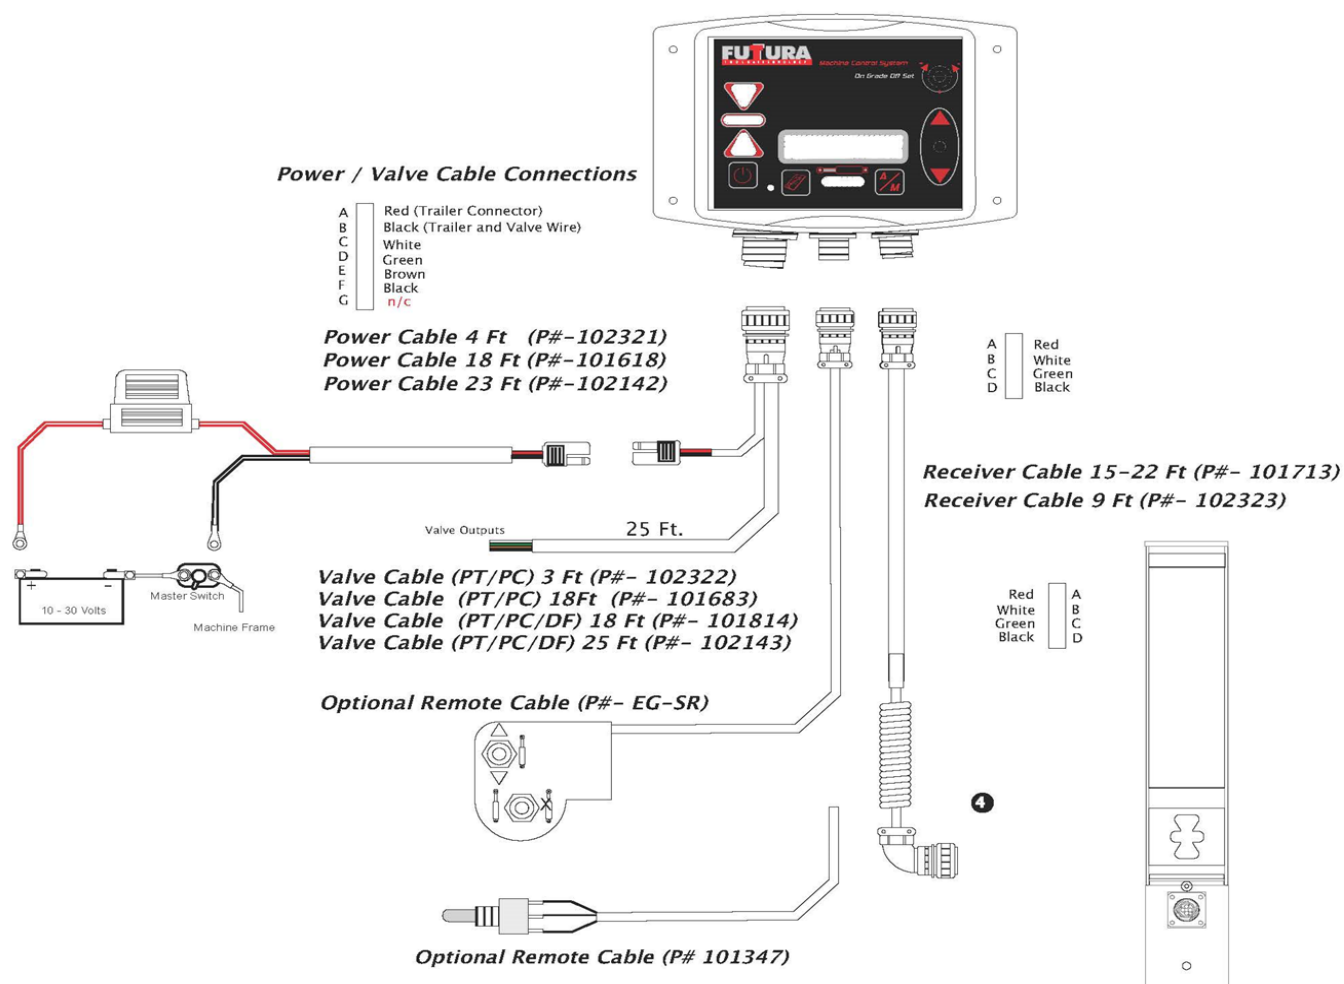 FUTURA
Machine Control System
On Grade Off Set
A/M
Power / Valve Cable Connections
A Red (Trailer Connector)
B Black (Trailer and Valve Wire)
C White
D Green
E Brown
F Black
G n/c
Power Cable 4 Ft (P#-102321)
Power Cable 18 Ft (P#-101618)
Power Cable 23 Ft (P#-102142)
A Red
B White
C Green
D Black
Receiver Cable 15-22 Ft (P#- 101713)
Receiver Cable 9 Ft (P#- 102323)
Valve Outputs
25 Ft.
+ -
10 - 30 Volts
Master Switch
Machine Frame
Valve Cable (PT/PC) 3 Ft (P#- 102322)
Valve Cable (PT/PC) 18Ft (P#- 101683)
Valve Cable (PT/PC/DF) 18 Ft (P#- 101814)
Valve Cable (PT/PC/DF) 25 Ft (P#- 102143)
Red A
White B
Green C
Black D
Optional Remote Cable (P#- EG-SR)
X
4
Optional Remote Cable (P# 101347)